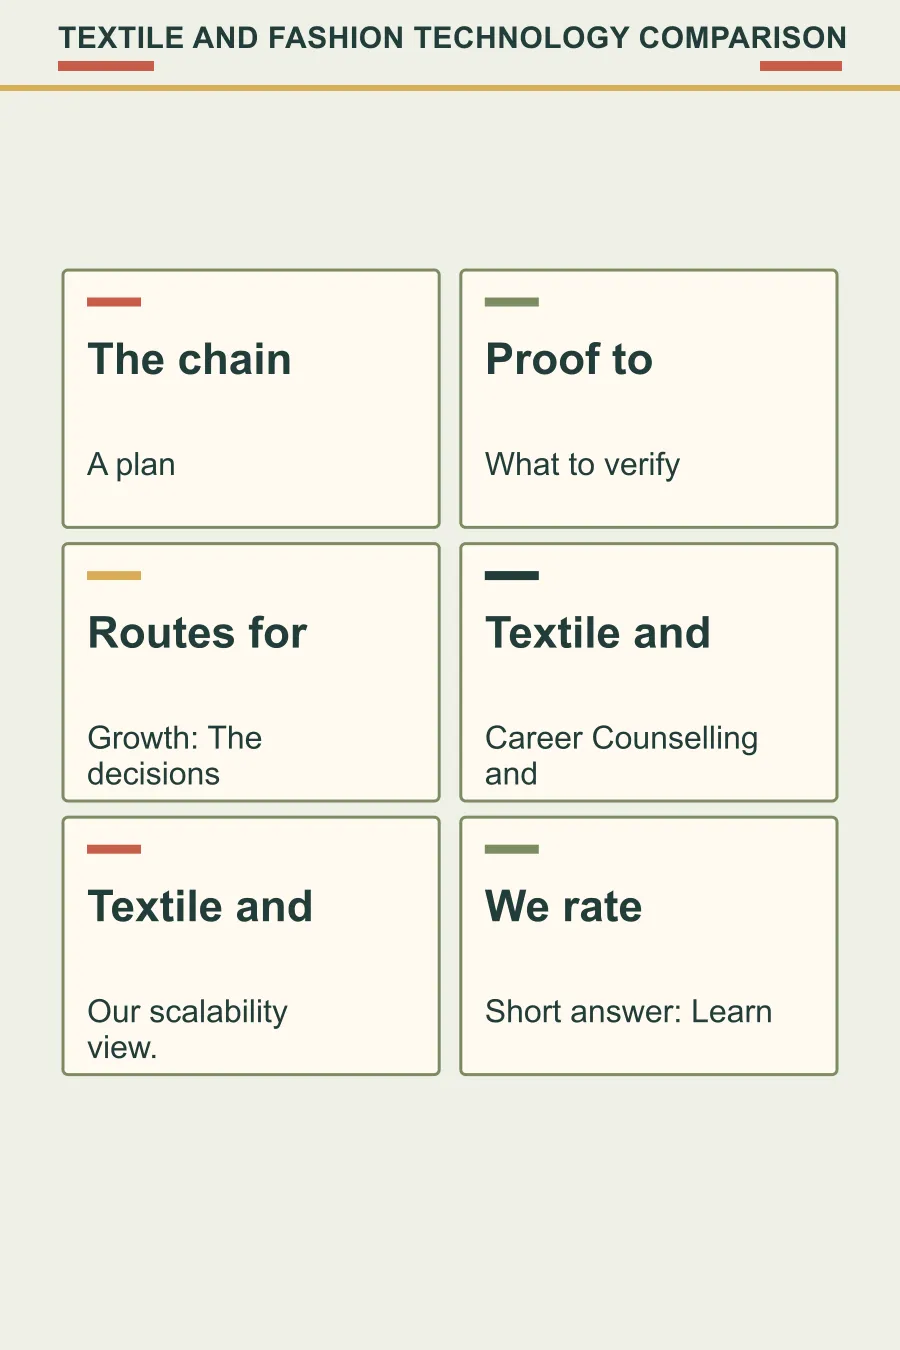 TEXTILE AND FASHION TECHNOLOGY COMPARISON
The chain
A plan
Proof to
What to verify
Routes for
Growth: The
decisions
Textile and
Career Counselling
and
Textile and
Our scalability
view.
We rate
Short answer: Learn